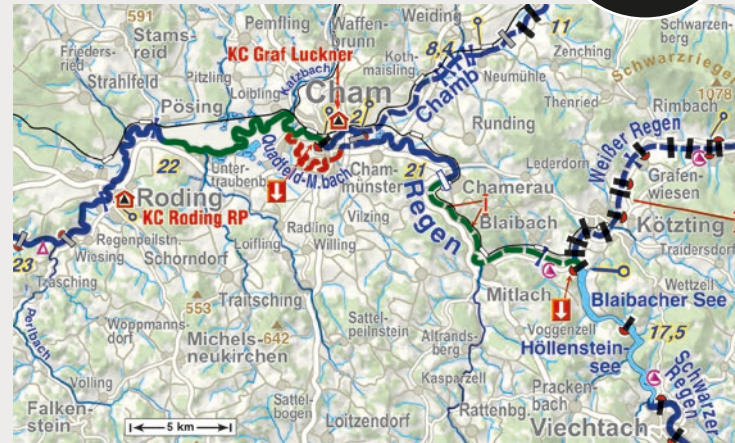 591
Stams-
ried
Pemfling
Waffen-
brunn
Weiding
11
Schwarzen-
berg
Frieders-
ried
KC Graf Luckner
Koth-
maisling
8,4
Zenching
Strahlfeld
Pitzling
Katzbach
Neumühle
Schwarzriegel
1078
Loibling
Cham
Chamb
Thenried
Rimbach
Pösing
2
Runding
Weißer Regen
22
Unter-
traubenb.
Quadfeld-M.bach
Cham-
münster
21
Lederdorn
Grafen-
wiesen
Roding
KC Roding RP
Regen
Chamerau
Kötzting
Regenpeilstn.
Radling
Vilzing
Blaibach
Traidersdorf
23
Wiesing
Schorndorf
Loifling
Willing
Trasching
Mitlach
Wettzell
553
Traitsching
Blaibacher See
Perlbach
Woppmanns-
dorf
Michels-
neukirchen
642
Sattel-
peilnstein
Altrands-
berg
Voggenzell
17,5
Höllenstein-
see
Völling
Kasparzell
Pracken-
bach
Schwarzer
Regen
Falken-
stein
5 km
Sattel-
bogen
Loitzendorf
Rattenbg.
Viechtach